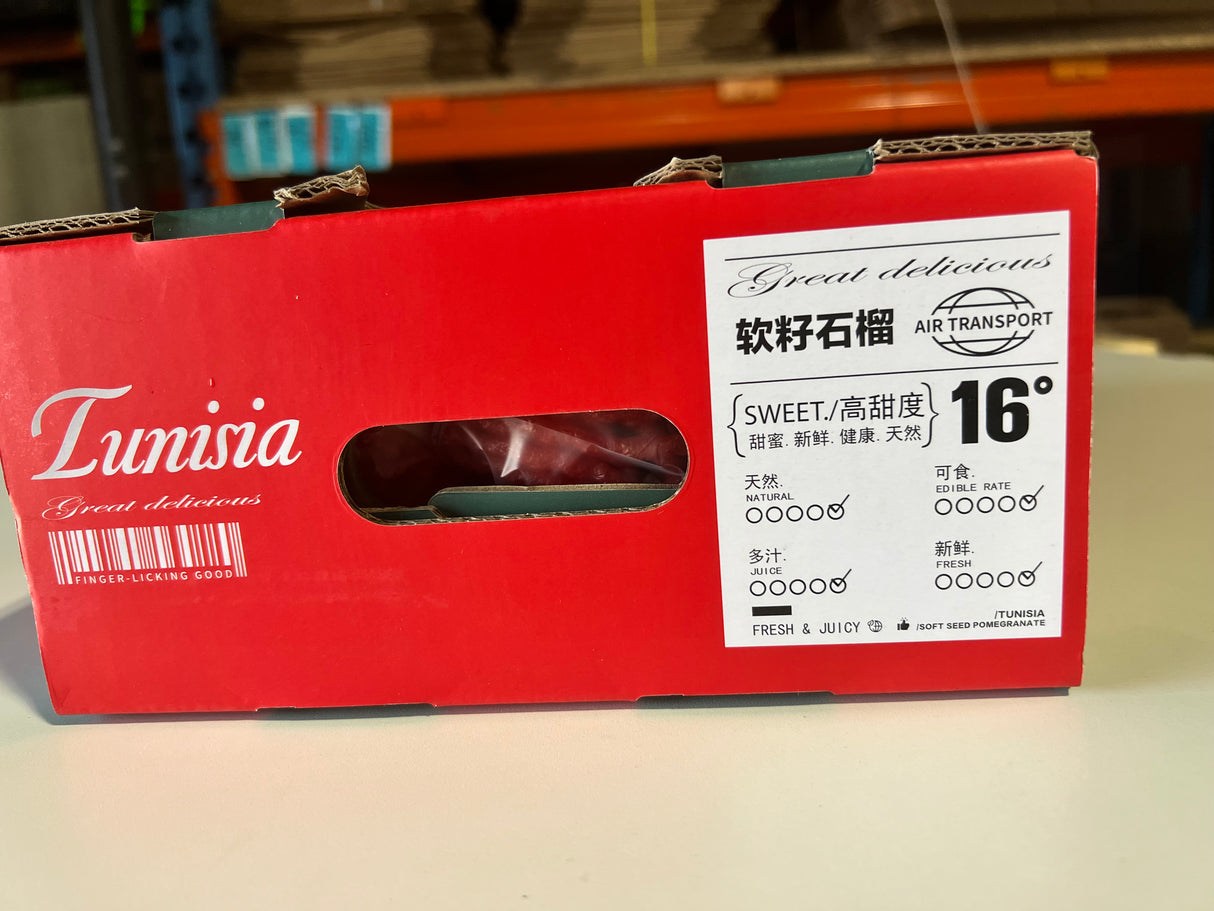 Tunisia
Great delicious
FINGER-LICKING GOOD
Great delicious
软籽石榴
AIR TRANSPORT
SWEET./高甜度
甜蜜. 新鲜. 健康. 天然
16°
天然.
NATURAL
可食.
EDIBLE RATE
多汁.
JUICE
新鲜.
FRESH
FRESH & JUICY
/TUNISIA
/SOFT SEED POMEGRANATE